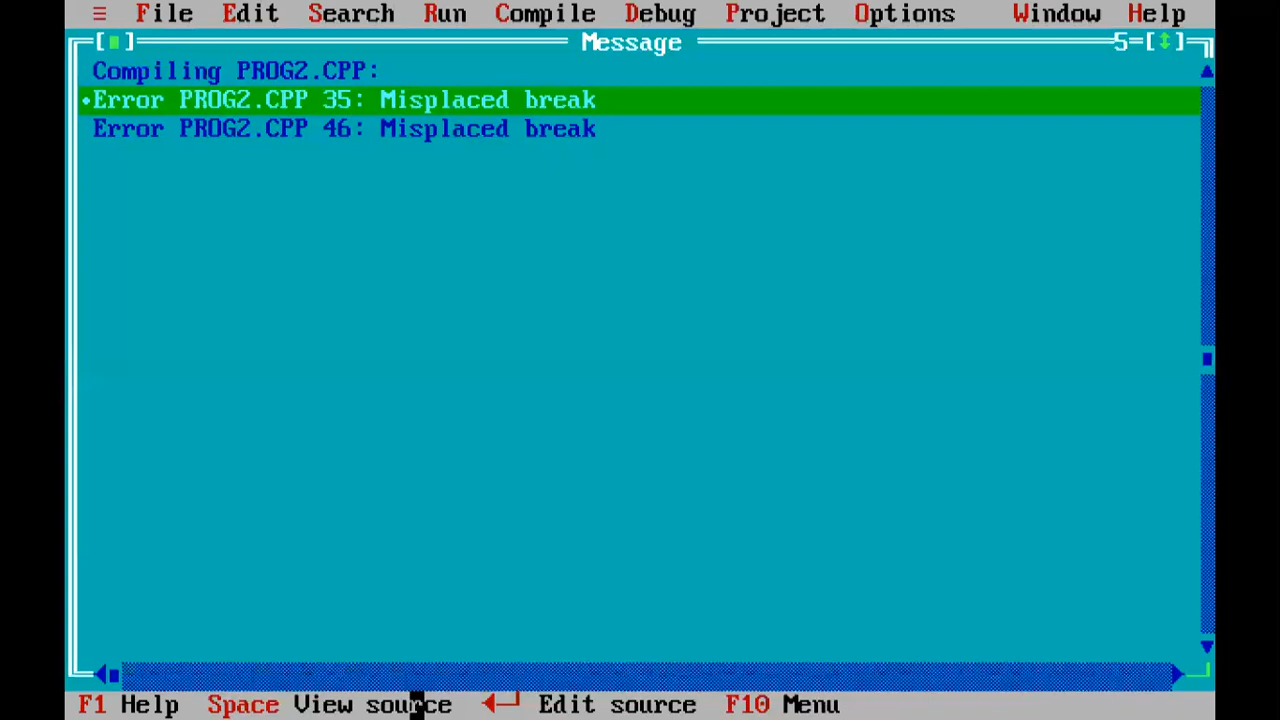 ≡ File Edit Search Run Compile Debug Project Options Window Help
[■] Message 5=[↕]
Compiling PROG2.CPP:
•Error PROG2.CPP 35: Misplaced break
Error PROG2.CPP 46: Misplaced break
F1 Help Space View source ◄─┘ Edit source F10 Menu